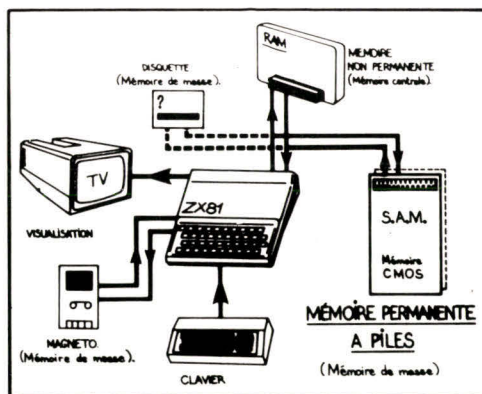 RAM
MÉMOIRE
NON PERMANENTE
(Mémoire centrale).
DISQUETTE
(Mémoire de masse).
?
TV
VISUALISATION
ZX81
S.A.M.
Mémoire
CMOS
MAGNETO.
(Mémoire de masse).
CLAVIER
MÉMOIRE PERMANENTE
A PILES
(Mémoire de masse)